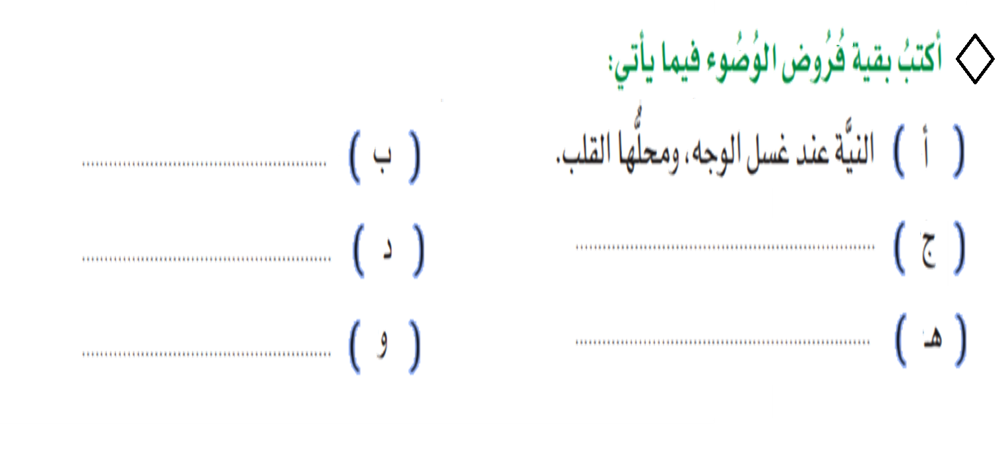 أكتبُ بقية فُرُوض الوُضُوء فيما يأتي:
( أ ) النيَّة عند غسل الوجه، ومحلُّها القلب.
( ب ) ................................................
( ج ) ................................................
( د ) ................................................
( هـ ) ................................................
( و ) ................................................